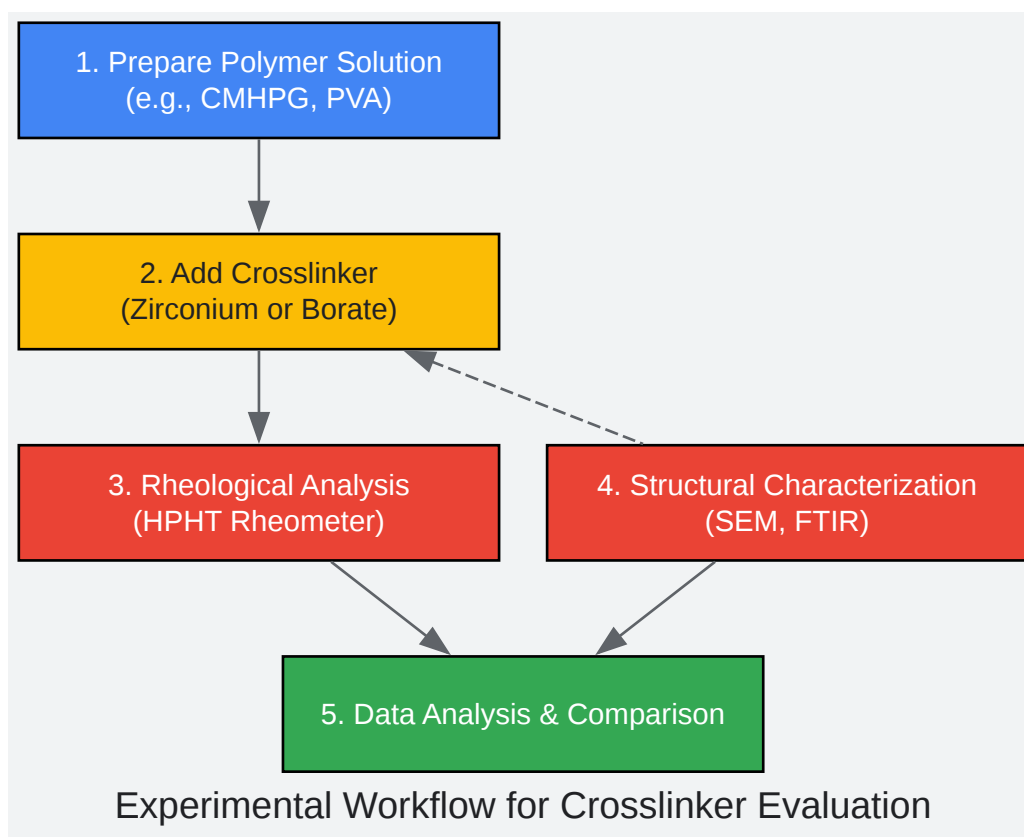 1. Prepare Polymer Solution
(e.g., CMHPG, PVA)
2. Add Crosslinker
(Zirconium or Borate)
3. Rheological Analysis
(HPHT Rheometer)
4. Structural Characterization
(SEM, FTIR)
5. Data Analysis & Comparison
Experimental Workflow for Crosslinker Evaluation